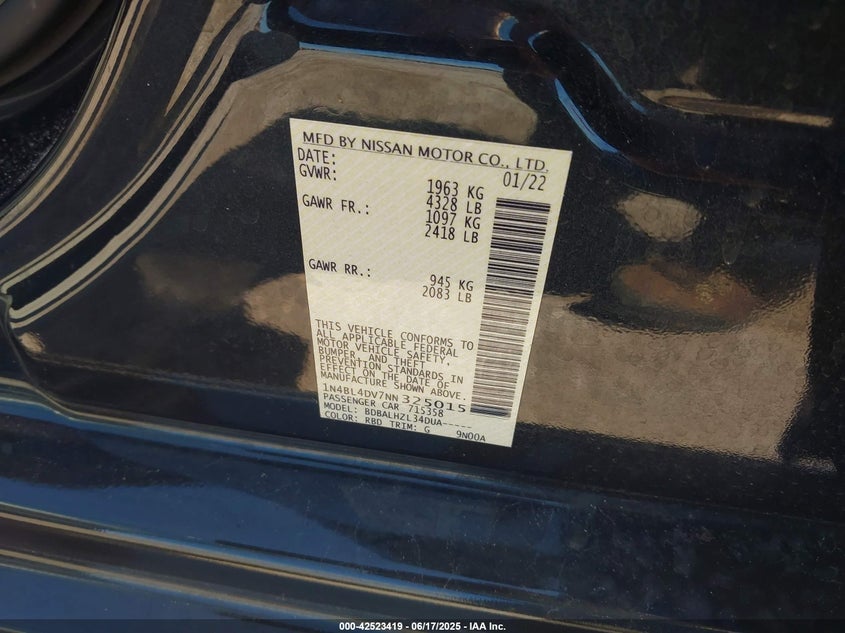 MFD BY NISSAN MOTOR CO., LTD.
DATE: 01/22
GVWR: 1963 KG
4328 LB
GAWR FR.: 1097 KG
2418 LB
GAWR RR.: 945 KG
2083 LB
THIS VEHICLE CONFORMS TO
ALL APPLICABLE FEDERAL
MOTOR VEHICLE SAFETY,
BUMPER, AND THEFT
PREVENTION STANDARDS IN
EFFECT ON THE DATE OF
MANUFACTURE SHOWN ABOVE.
1N4BL4DV7NN 325015
PASSENGER CAR 715358
MODEL: BDBALHZL34DUA-----
COLOR: RBD TRIM: G 9N00A
000-42523419 - 06/17/2025 - IAA Inc.